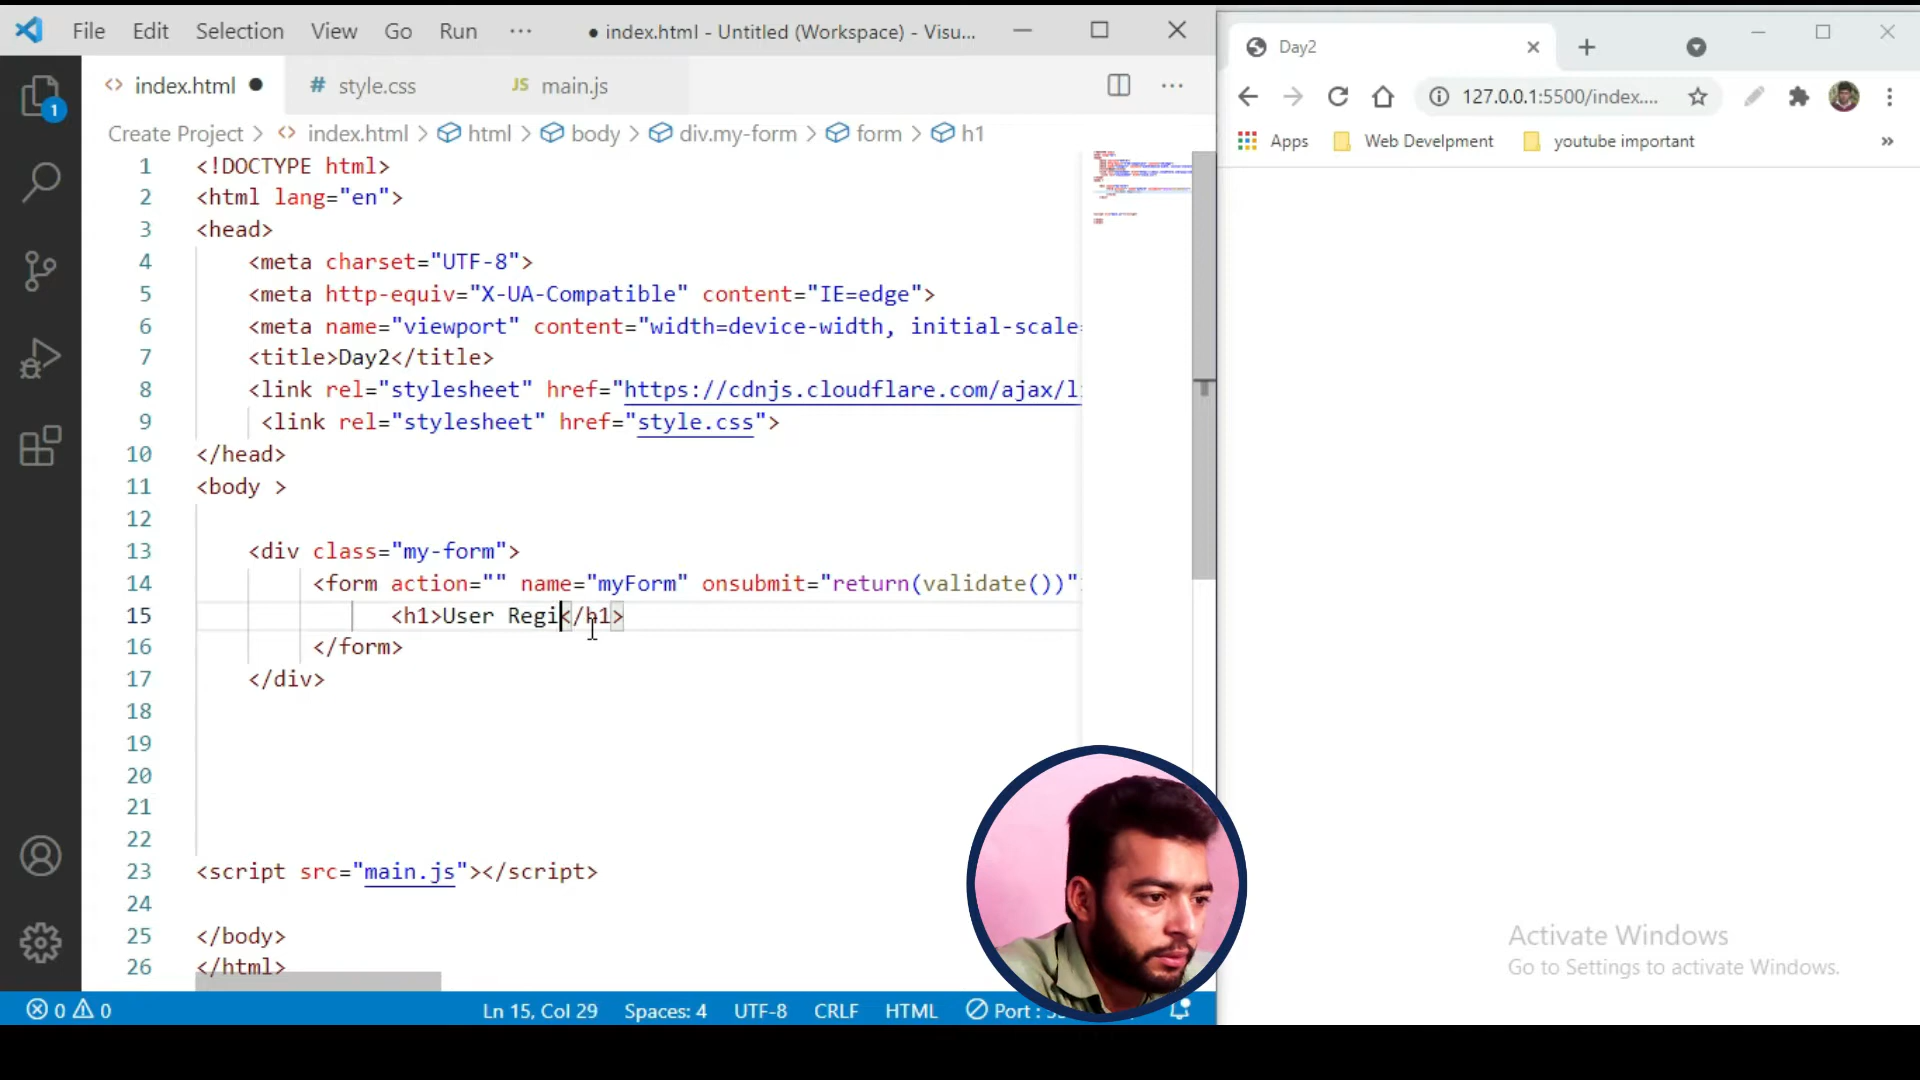 File Edit Selection View Go Run ··· ● index.html - Untitled (Workspace) - Visu...
index.html ● # style.css JS main.js ···
1
Create Project > index.html > html > body > div.my-form > form > h1
1 <!DOCTYPE html>
2 <html lang="en">
3 <head>
4 <meta charset="UTF-8">
5 <meta http-equiv="X-UA-Compatible" content="IE=edge">
6 <meta name="viewport" content="width=device-width, initial-scale=
7 <title>Day2</title>
8 <link rel="stylesheet" href="https://cdnjs.cloudflare.com/ajax/l
9 <link rel="stylesheet" href="style.css">
10 </head>
11 <body >
12
13 <div class="my-form">
14 <form action="" name="myForm" onsubmit="return(validate())"
15 <h1>User Regi</h1>
16 </form>
17 </div>
18
19
20
21
22
23 <script src="main.js"></script>
24
25 </body>
26 </html>
0 0 Ln 15, Col 29 Spaces: 4 UTF-8 CRLF HTML Port :
Day2
127.0.0.1:5500/index....
Apps Web Develpment youtube important »
Activate Windows
Go to Settings to activate Windows.